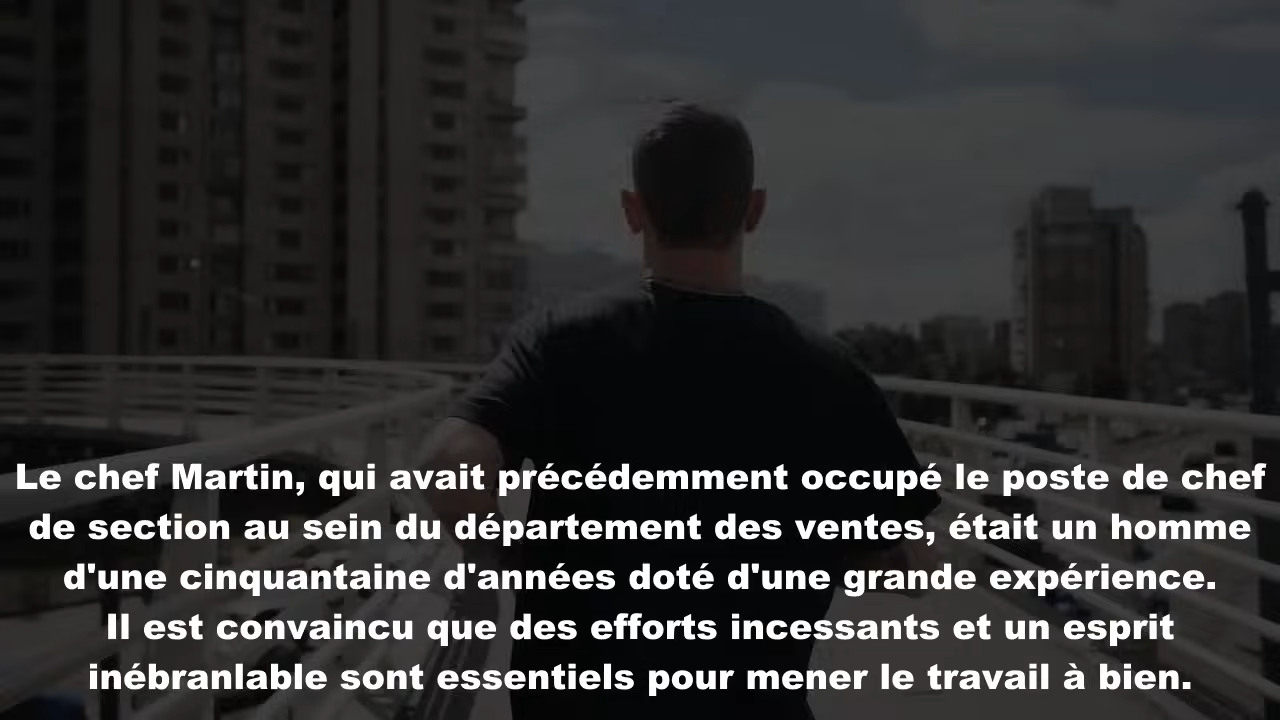 Le chef Martin, qui avait précédemment occupé le poste de chef
de section au sein du département des ventes, était un homme
d'une cinquantaine d'années doté d'une grande expérience.
Il est convaincu que des efforts incessants et un esprit
inébranlable sont essentiels pour mener le travail à bien.